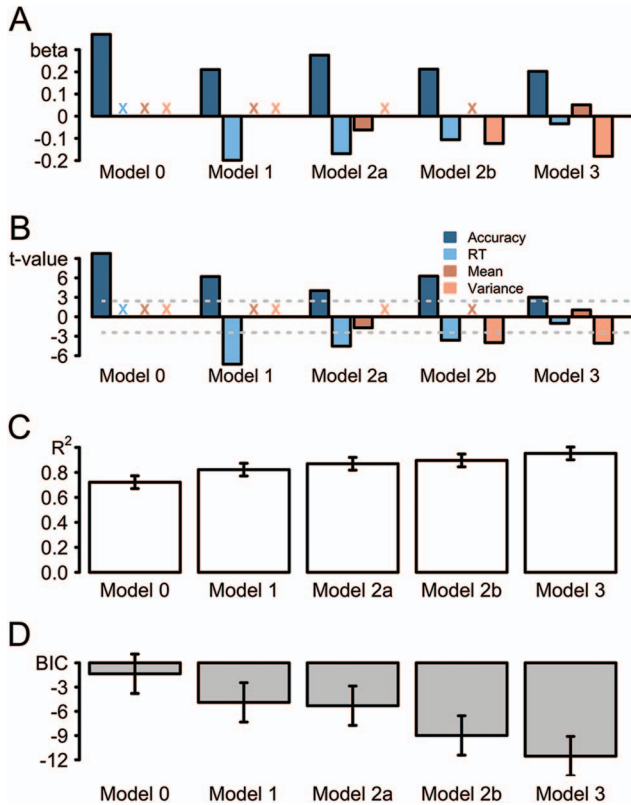 A
beta
0.2
0.1
0
-0.1
-0.2
x x x
x x
x
x
Model 0 Model 1 Model 2a Model 2b Model 3
B
t-value
6
3
0
-3
-6
Accuracy
RT
Mean
Variance
x x x
x x
x
x
Model 0 Model 1 Model 2a Model 2b Model 3
C
R²
0.8
0.6
0.4
0.2
0.0
Model 0 Model 1 Model 2a Model 2b Model 3
D
BIC
-3
-6
-9
-12
Model 0 Model 1 Model 2a Model 2b Model 3